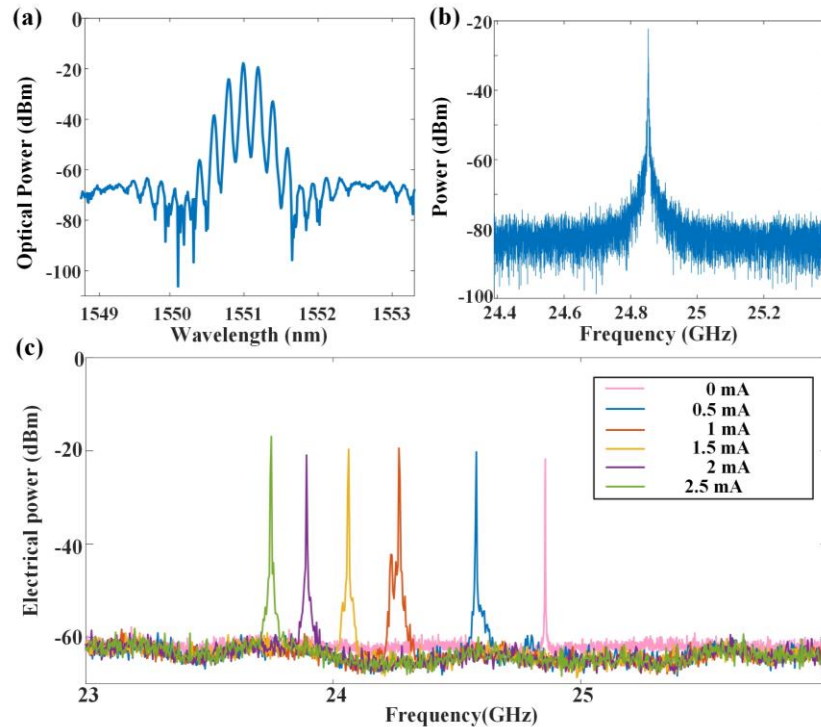 (a)
0
-20
-40
-60
-80
-100
Optical Power (dBm)
1549 1550 1551 1552 1553
Wavelength (nm)
(b)
-20
-40
-60
-80
-100
Power (dBm)
24.4 24.6 24.8 25 25.2
Frequency (GHz)
(c)
0
-20
-40
-60
Electrical power (dBm)
23 24 25
Frequency(GHz)
0 mA
0.5 mA
1 mA
1.5 mA
2 mA
2.5 mA